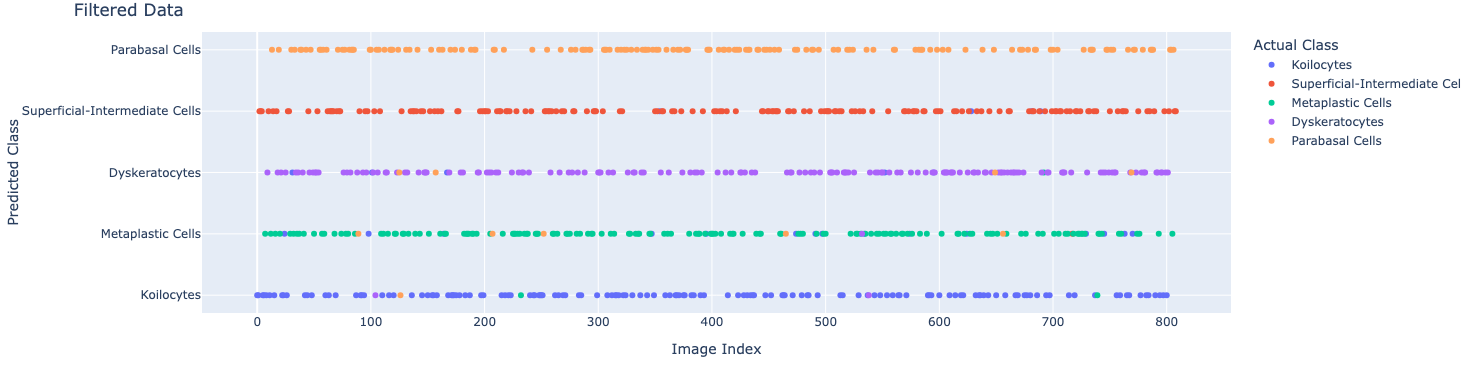 Filtered Data
Predicted Class
Parabasal Cells
Superficial-Intermediate Cells
Dyskeratocytes
Metaplastic Cells
Koilocytes
0 100 200 300 400 500 600 700 800
Image Index
Actual Class
Koilocytes
Superficial-Intermediate Cel
Metaplastic Cells
Dyskeratocytes
Parabasal Cells